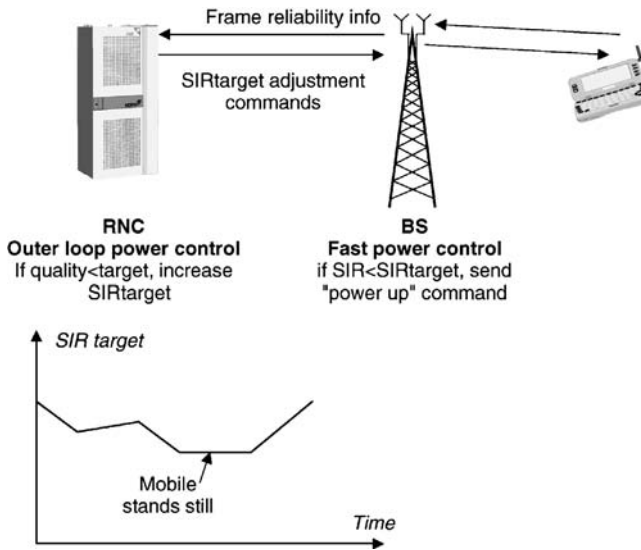 Frame reliability info
SIRtarget adjustment
commands
RNC
Outer loop power control
If quality<target, increase
SIRtarget
BS
Fast power control
if SIR<SIRtarget, send
"power up" command
SIR target
Mobile
stands still
Time